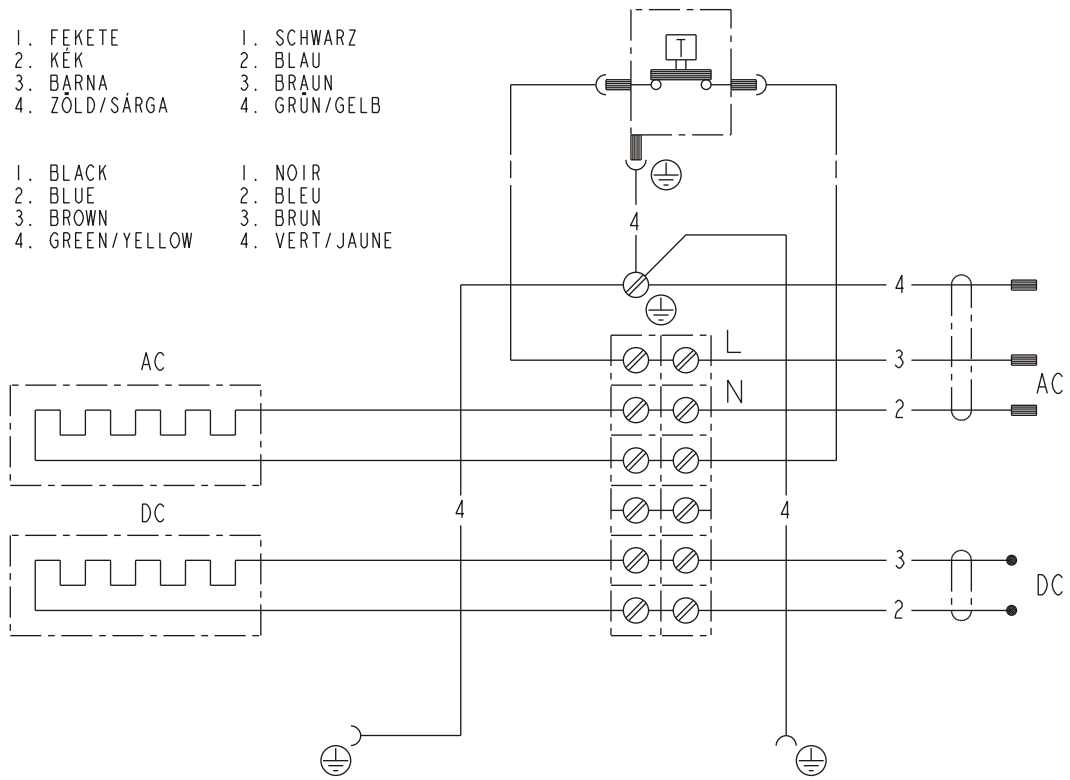 1. FEKETE
2. KÉK
3. BARNA
4. ZÖLD/SÁRGA
1. SCHWARZ
2. BLAU
3. BRAUN
4. GRÜN/GELB
1. BLACK
2. BLUE
3. BROWN
4. GREEN/YELLOW
1. NOIR
2. BLEU
3. BRUN
4. VERT/JAUNE
T
4
4
L
3
AC
AC
N
2
DC
4
4
3
DC
2